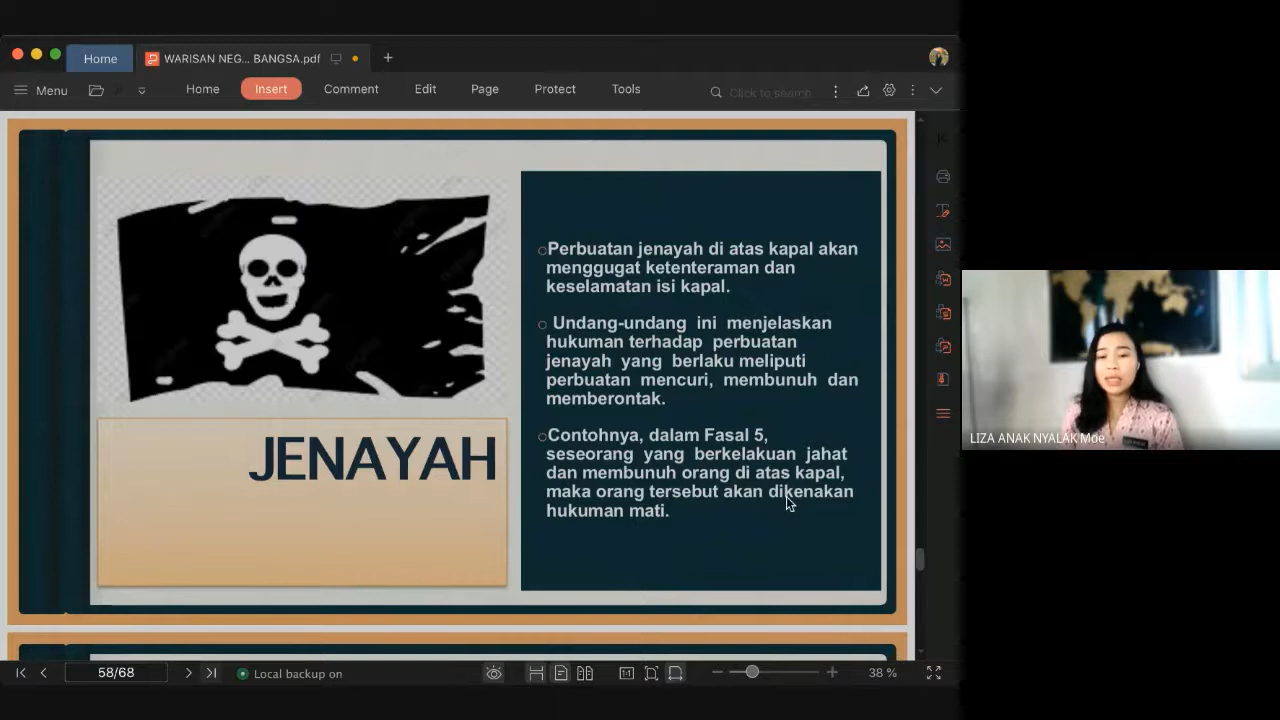 Home
WARISAN NEG... BANGSA.pdf
Menu
Home
Insert
Comment
Edit
Page
Protect
Tools
Click to search
Perbuatan jenayah di atas kapal akan
menggugat ketenteraman dan
keselamatan isi kapal.
Undang-undang ini menjelaskan
hukuman terhadap perbuatan
jenayah yang berlaku meliputi
perbuatan mencuri, membunuh dan
memberontak.
Contohnya, dalam Fasal 5,
seseorang yang berkelakuan jahat
dan membunuh orang di atas kapal,
maka orang tersebut akan dikenakan
hukuman mati.
JENAYAH
LIZA ANAK NYALAK Moe
58/68
Local backup on
1:1
38 %